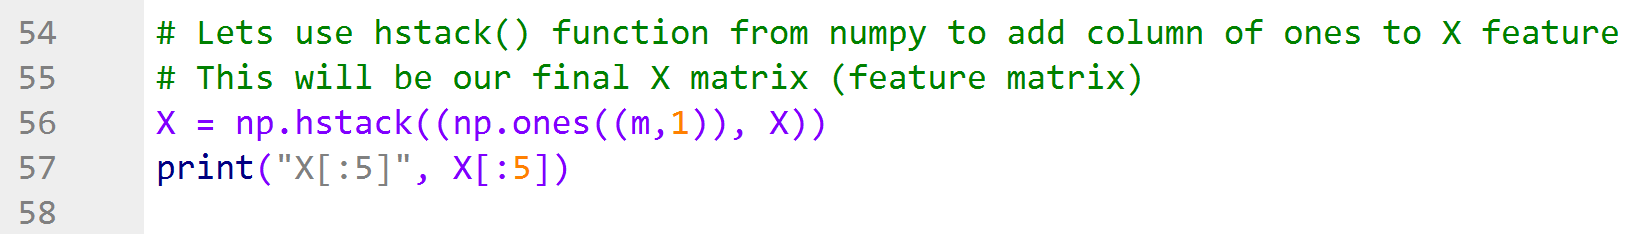 54 # Lets use hstack() function from numpy to add column of ones to X feature
55 # This will be our final X matrix (feature matrix)
56 X = np.hstack((np.ones((m,1)), X))
57 print("X[:5]", X[:5])
58